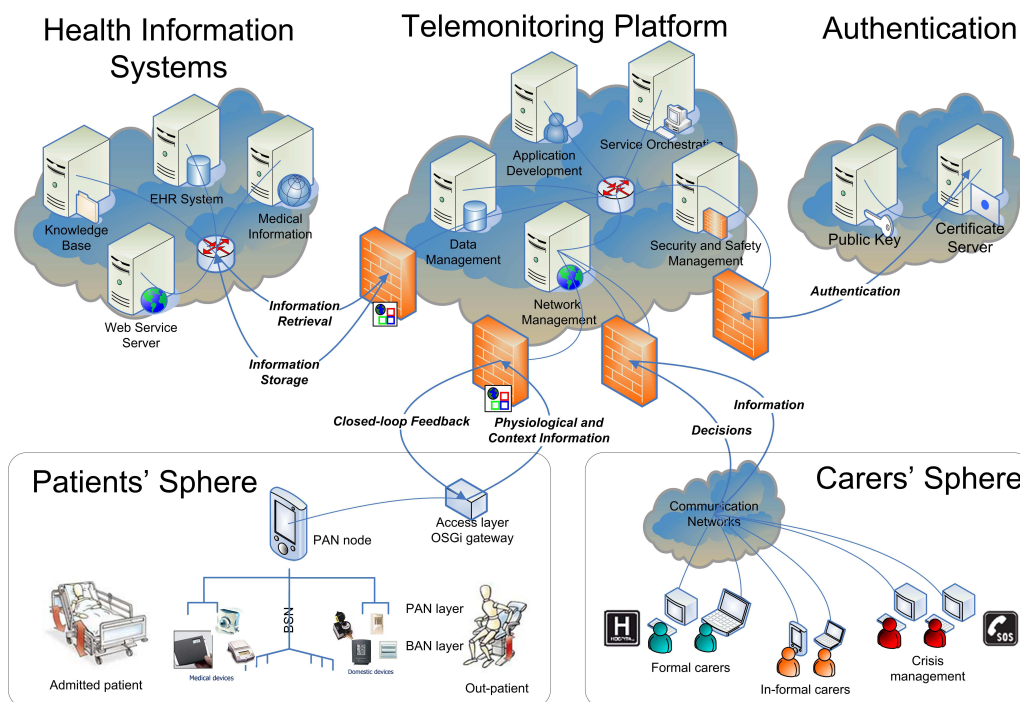 Health Information
Systems
Telemonitoring Platform
Authentication
EHR System
Knowledge
Base
Medical
Information
Web Service
Server
Application
Development
Service Orchestration
Data
Management
Security and Safety
Management
Network
Management
Public Key
Certificate
Server
Information
Retrieval
Information
Storage
Authentication
Closed-loop Feedback
Physiological and
Context Information
Information
Decisions
Patients’ Sphere
PAN node
Access layer
OSGi gateway
BSN
PAN layer
BAN layer
Admitted patient
Medical devices
Domestic devices
Out-patient
Carers’ Sphere
Communication
Networks
H
HOSPITAL
SOS
Formal carers
In-formal carers
Crisis
management